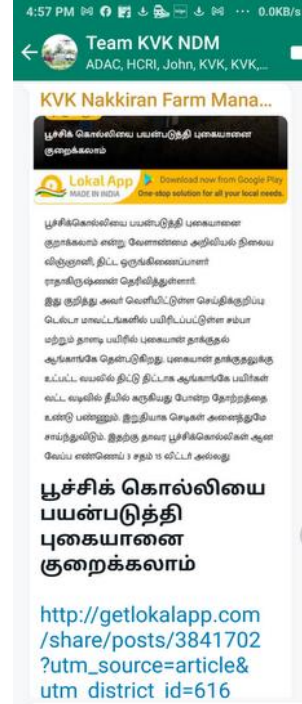 4:57 PM ... 0.0KB/s
Team KVK NDM
ADAC, HCRI, John, KVK, KVK,...
KVK Nakkiran Farm Mana...
பூச்சிக் கொல்லியை பயன்படுத்தி புகையானை
குறைக்கலாம்
Lokal App
MADE IN INDIA
Download now from Google Play
One-stop solution for all your local needs.
பூச்சிக்கொல்லியை பயன்படுத்தி புகையானை
குறாக்கலாம் என்று வேளாண்மை அறிவியல் நிலைய
விஞ்ஞானி, திட்ட ஒருங்கிணைப்பாளர்
ராதாகிருஷ்ணன் தெரிவித்துள்ளார்.
இது குறித்து அவர் வெளியிட்டுள்ள செய்திக்குறிப்பு
டெல்டா மாவட்டங்களில் பயிரிடப்பட்டுள்ள சம்பா
மற்றும் தாளடி பயிரில் புகையான் தாக்குதல்
ஆங்காங்கே தென்படுகிறது. புகையான் தாக்குதலுக்கு
உட்பட்ட வயலில் திட்டு திட்டாக ஆங்காங்கே பயிர்கள்
வட்ட வடிவில் தீயில் கருகியது போன்ற தோற்றத்தை
உண்டு பண்ணும். இறுதியாக செடிகள் அனைத்துமே
சாய்ந்துவிடும். இதற்கு தாவர பூச்சிக்கொல்லிகள் ஆன
வேப்ப எண்ணெய் 3 சதம் 15 லிட்டர் அல்லது
பூச்சிக் கொல்லியை
பயன்படுத்தி
புகையானை
குறைக்கலாம்
http://getlokalapp.com
/share/posts/3841702
?utm_source=article&
utm_district_id=616